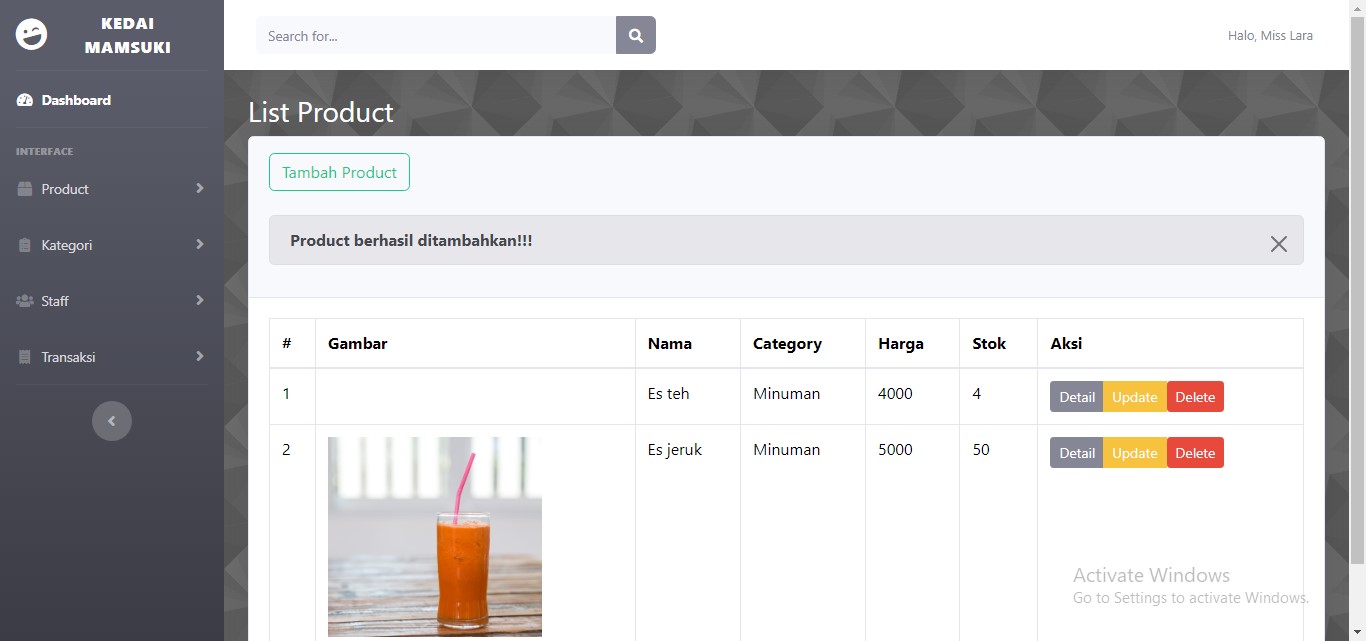 KEDAI
MAMSUKI
Search for...
Halo, Miss Lara
Dashboard
INTERFACE
Product
Kategori
Staff
Transaksi
List Product
Tambah Product
Product berhasil ditambahkan!!!
# Gambar Nama Category Harga Stok Aksi
1 Es teh Minuman 4000 4 Detail Update Delete
2 Es jeruk Minuman 5000 50 Detail Update Delete
Activate Windows
Go to Settings to activate Windows.